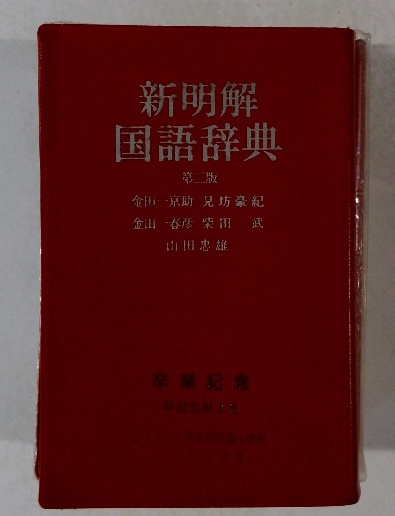 新明解
国語辞典
第三版
金田一京助 見坊豪紀
金田一春彦 柴田 武
山田忠雄
卒業記念